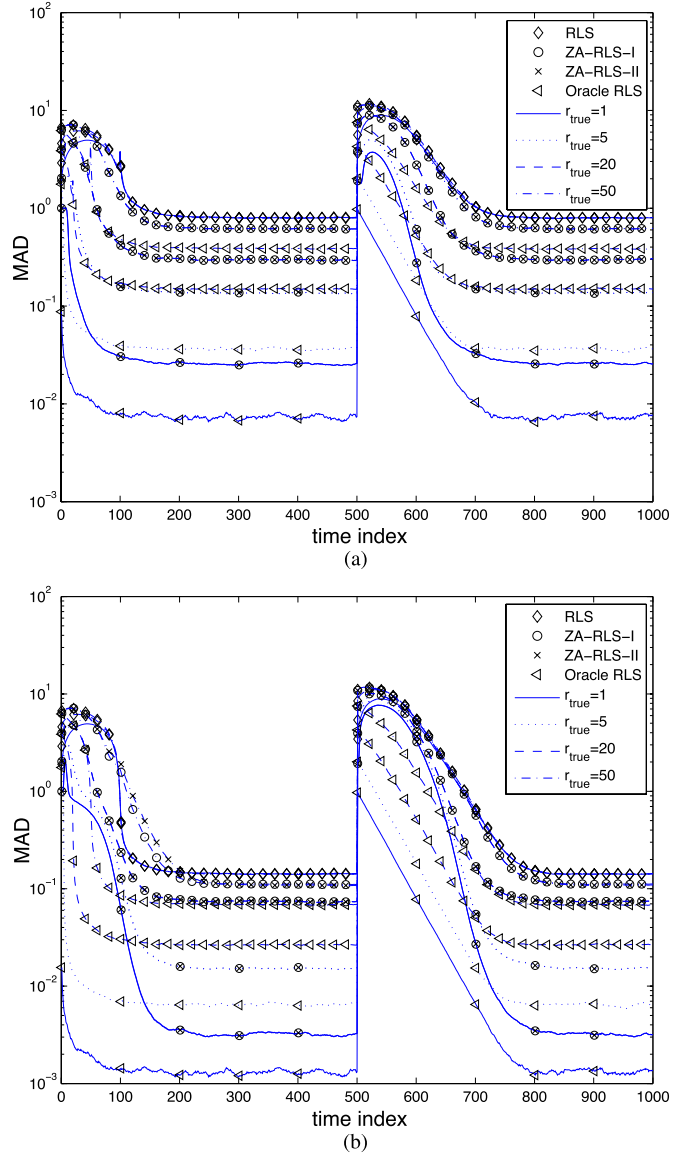 10^2
10^1
10^0
10^-1
10^-2
10^-3
MAD
RLS
ZA-RLS-I
ZA-RLS-II
Oracle RLS
r_true=1
r_true=5
r_true=20
r_true=50
0 100 200 300 400 500 600 700 800 900 1000
time index
(a)
10^2
10^1
10^0
10^-1
10^-2
10^-3
MAD
RLS
ZA-RLS-I
ZA-RLS-II
Oracle RLS
r_true=1
r_true=5
r_true=20
r_true=50
0 100 200 300 400 500 600 700 800 900 1000
time index
(b)